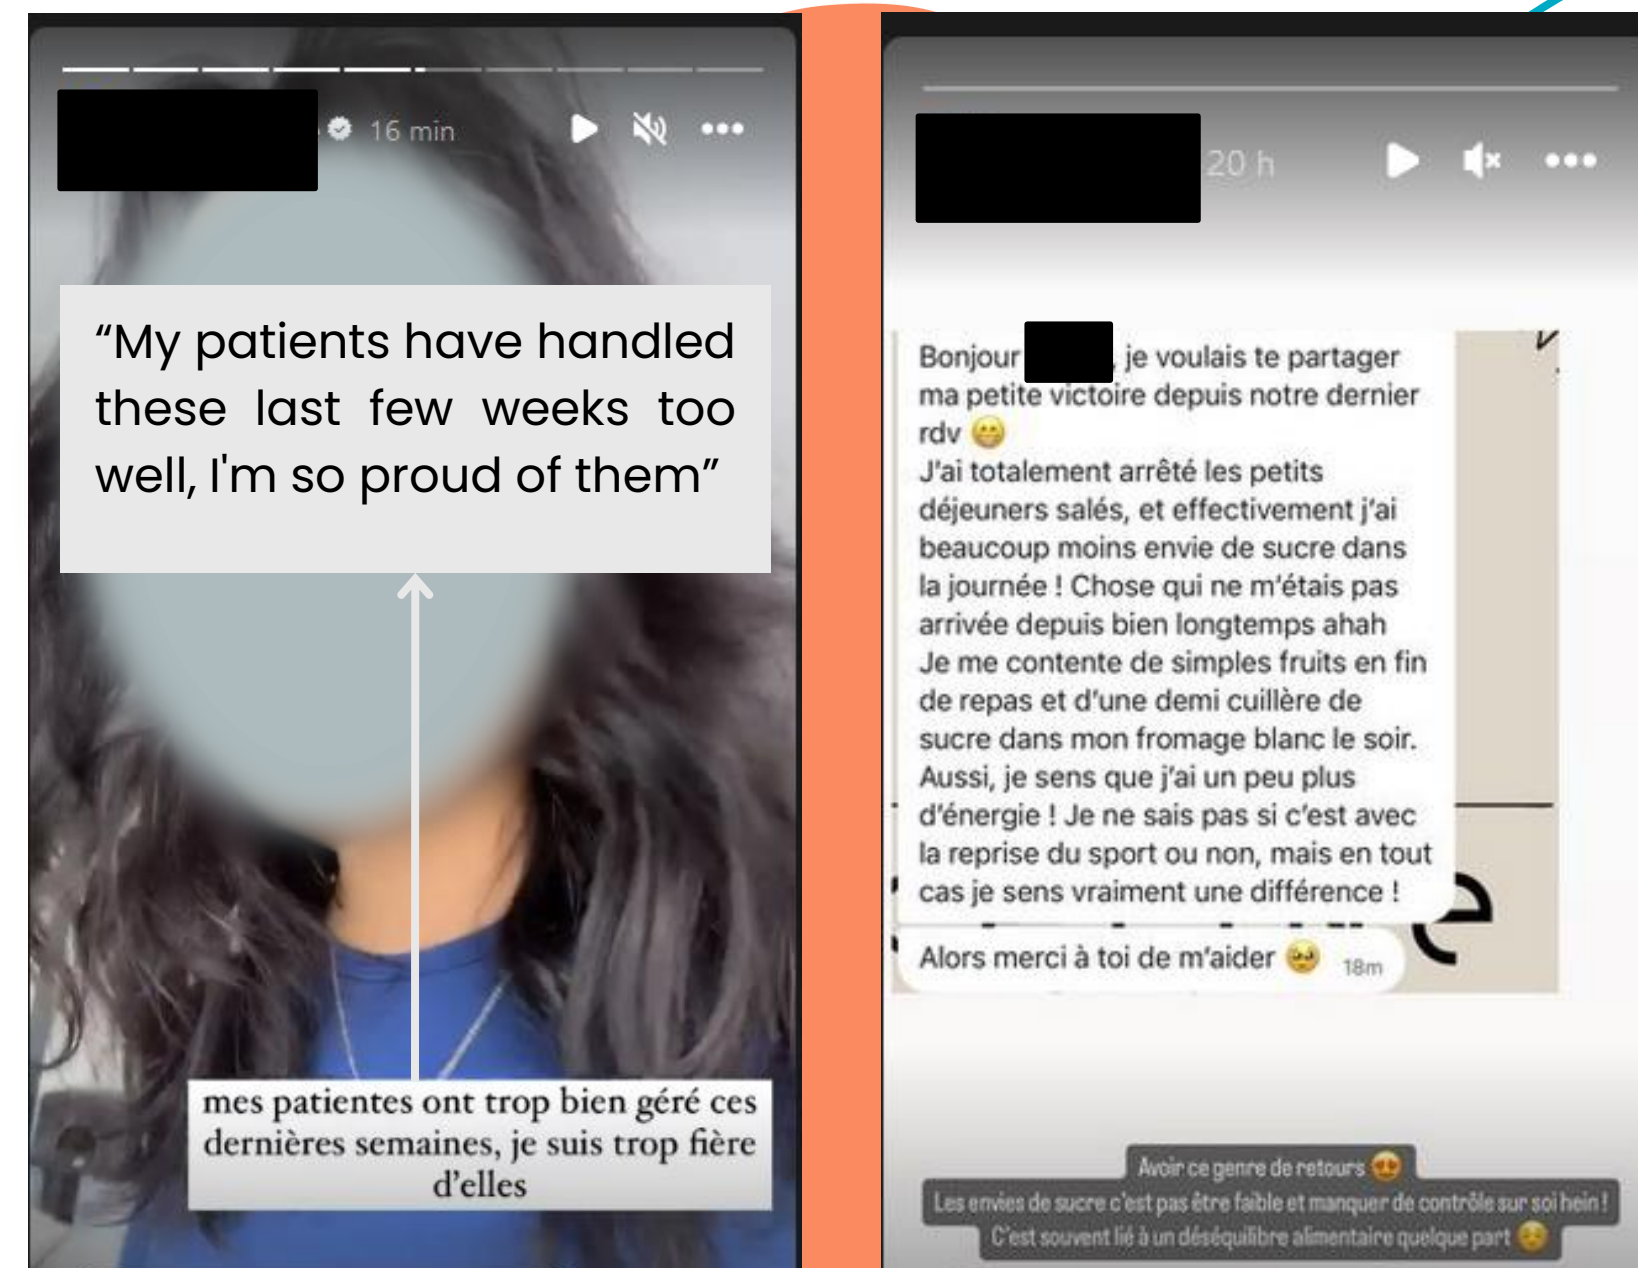 16 min
“My patients have handled
these last few weeks too
well, I'm so proud of them”
mes patientes ont trop bien géré ces
dernières semaines, je suis trop fière
d'elles
20 h
Bonjour , je voulais te partager
ma petite victoire depuis notre dernier
rdv 😁
J'ai totalement arrêté les petits
déjeuners salés, et effectivement j'ai
beaucoup moins envie de sucre dans
la journée ! Chose qui ne m'étais pas
arrivée depuis bien longtemps ahah
Je me contente de simples fruits en fin
de repas et d'une demi cuillère de
sucre dans mon fromage blanc le soir.
Aussi, je sens que j'ai un peu plus
d'énergie ! Je ne sais pas si c'est avec
la reprise du sport ou non, mais en tout
cas je sens vraiment une différence !
Alors merci à toi de m'aider 🥹 18m
Avoir ce genre de retours 😍
Les envies de sucre c'est pas être faible et manquer de contrôle sur soi hein !
C'est souvent lié à un déséquilibre alimentaire quelque part ☺️